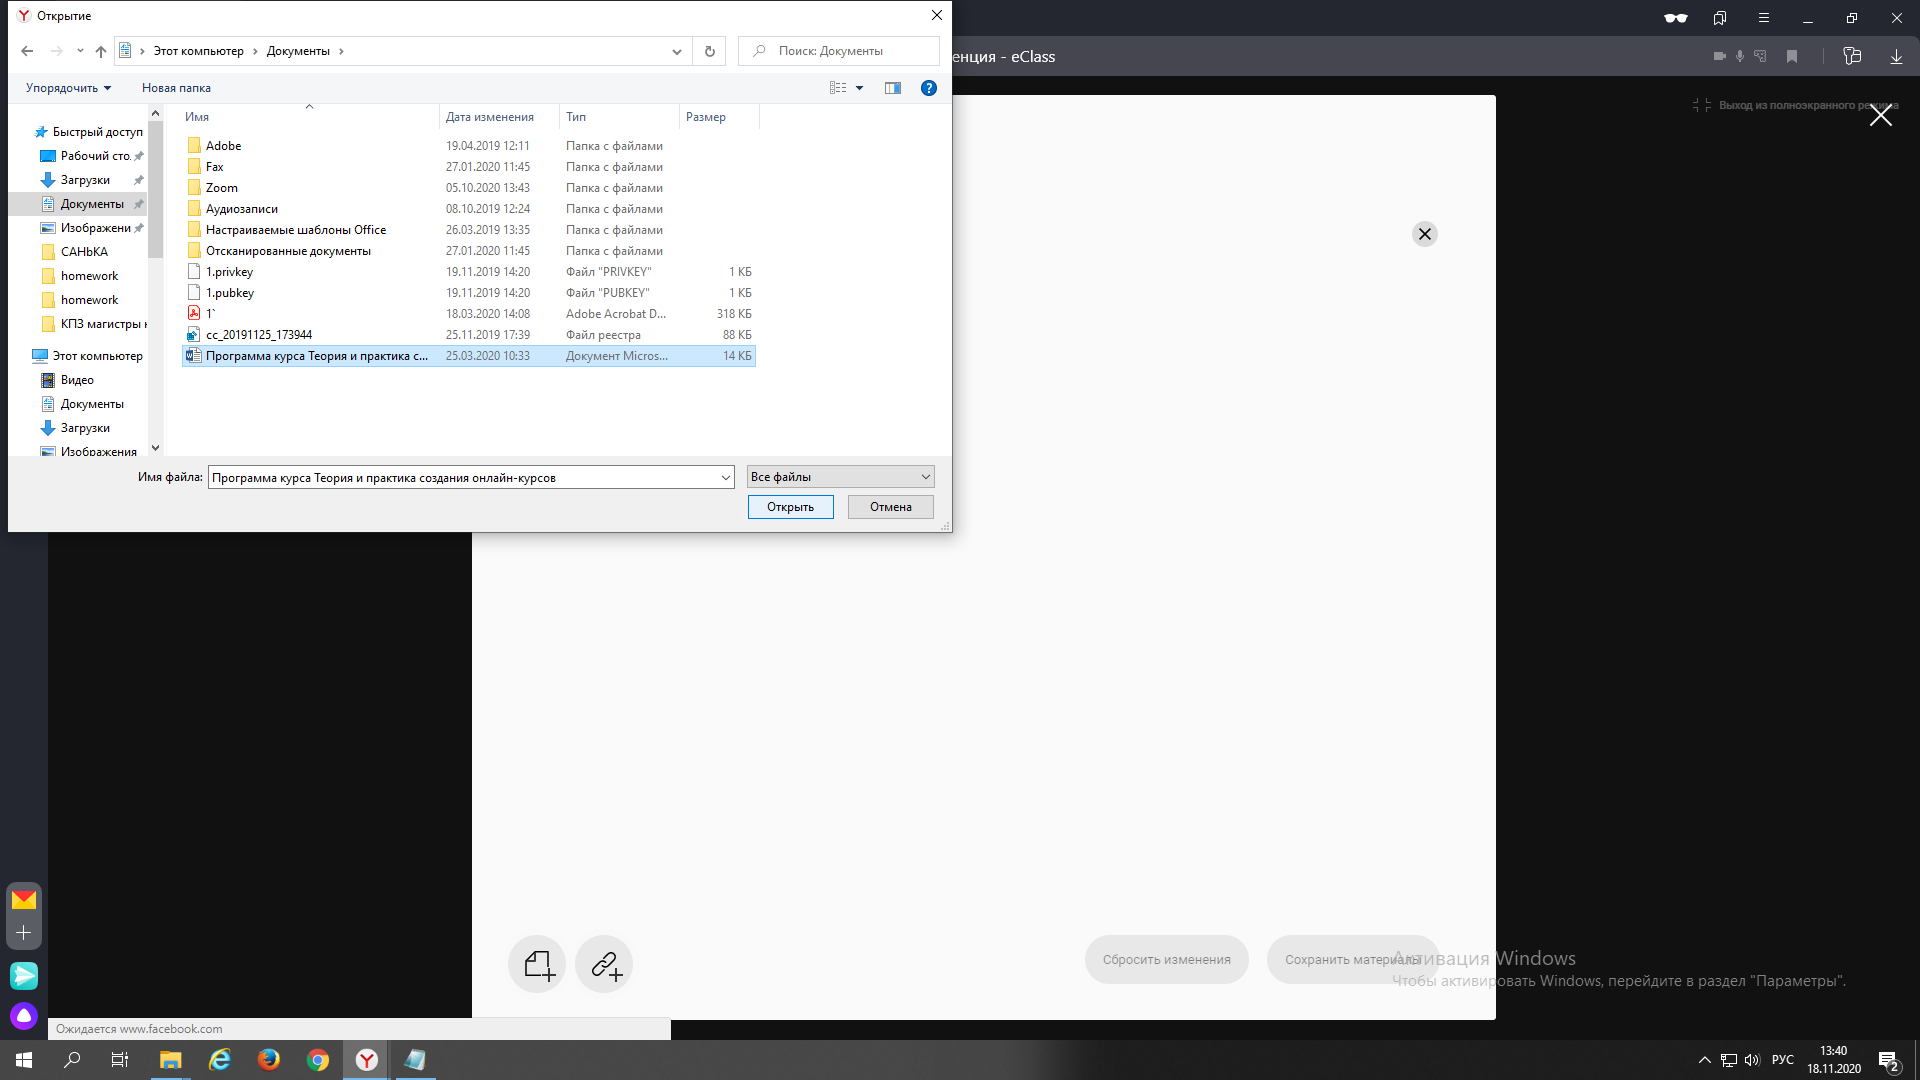 Открытие
Этот компьютер
Документы
Поиск: Документы
енция - eClass
Упорядочить
Новая папка
Выход из полноэкранного режима
Имя
Дата изменения
Тип
Размер
Быстрый доступ
Рабочий сто.
Загрузки
Документы
Изображени
САНЬКА
homework
homework
КПЗ магистры
Этот компьютер
Видео
Документы
Загрузки
Изображения
Adobe 19.04.2019 12:11 Папка с файлами
Fax 27.01.2020 11:45 Папка с файлами
Zoom 05.10.2020 13:43 Папка с файлами
Аудиозаписи 08.10.2019 12:24 Папка с файлами
Настраиваемые шаблоны Office 26.03.2019 13:35 Папка с файлами
Отсканированные документы 27.01.2020 11:45 Папка с файлами
1.privkey 19.11.2019 14:20 Файл "PRIVKEY" 1 КБ
1.pubkey 19.11.2019 14:20 Файл "PUBKEY" 1 КБ
1` 18.03.2020 14:08 Adobe Acrobat D... 318 КБ
cc_20191125_173944 25.11.2019 17:39 Файл реестра 88 КБ
Программа курса Теория и практика с... 25.03.2020 10:33 Документ Micros... 14 КБ
Имя файла: Программа курса Теория и практика создания онлайн-курсов
Все файлы
Открыть
Отмена
Сбросить изменения
Сохранить материалы
Активация Windows
Чтобы активировать Windows, перейдите в раздел "Параметры".
Ожидается www.facebook.com
РУС
13:40
18.11.2020
2